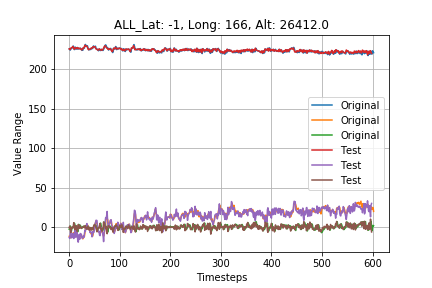 ALL_Lat: -1, Long: 166, Alt: 26412.0
Value Range
200
150
100
50
0
Original
Original
Original
Test
Test
Test
0 100 200 300 400 500 600
Timesteps